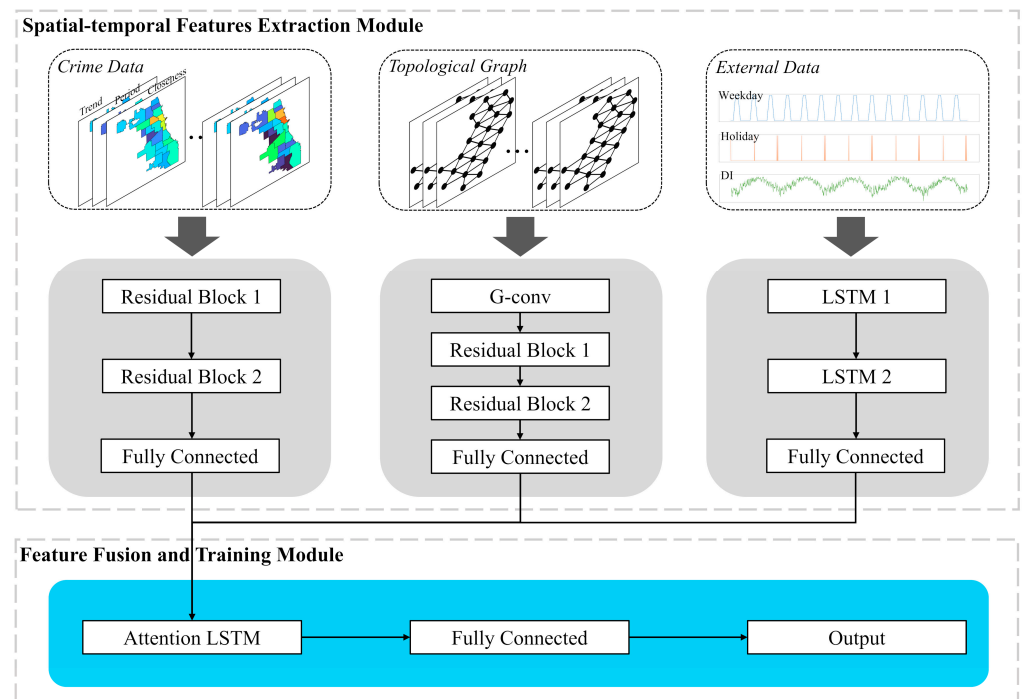 Spatial-temporal Features Extraction Module
Crime Data
Trend
Period
Closeness
Topological Graph
External Data
Weekday
Holiday
DI
Residual Block 1
Residual Block 2
Fully Connected
G-conv
Residual Block 1
Residual Block 2
Fully Connected
LSTM 1
LSTM 2
Fully Connected
Feature Fusion and Training Module
Attention LSTM
Fully Connected
Output